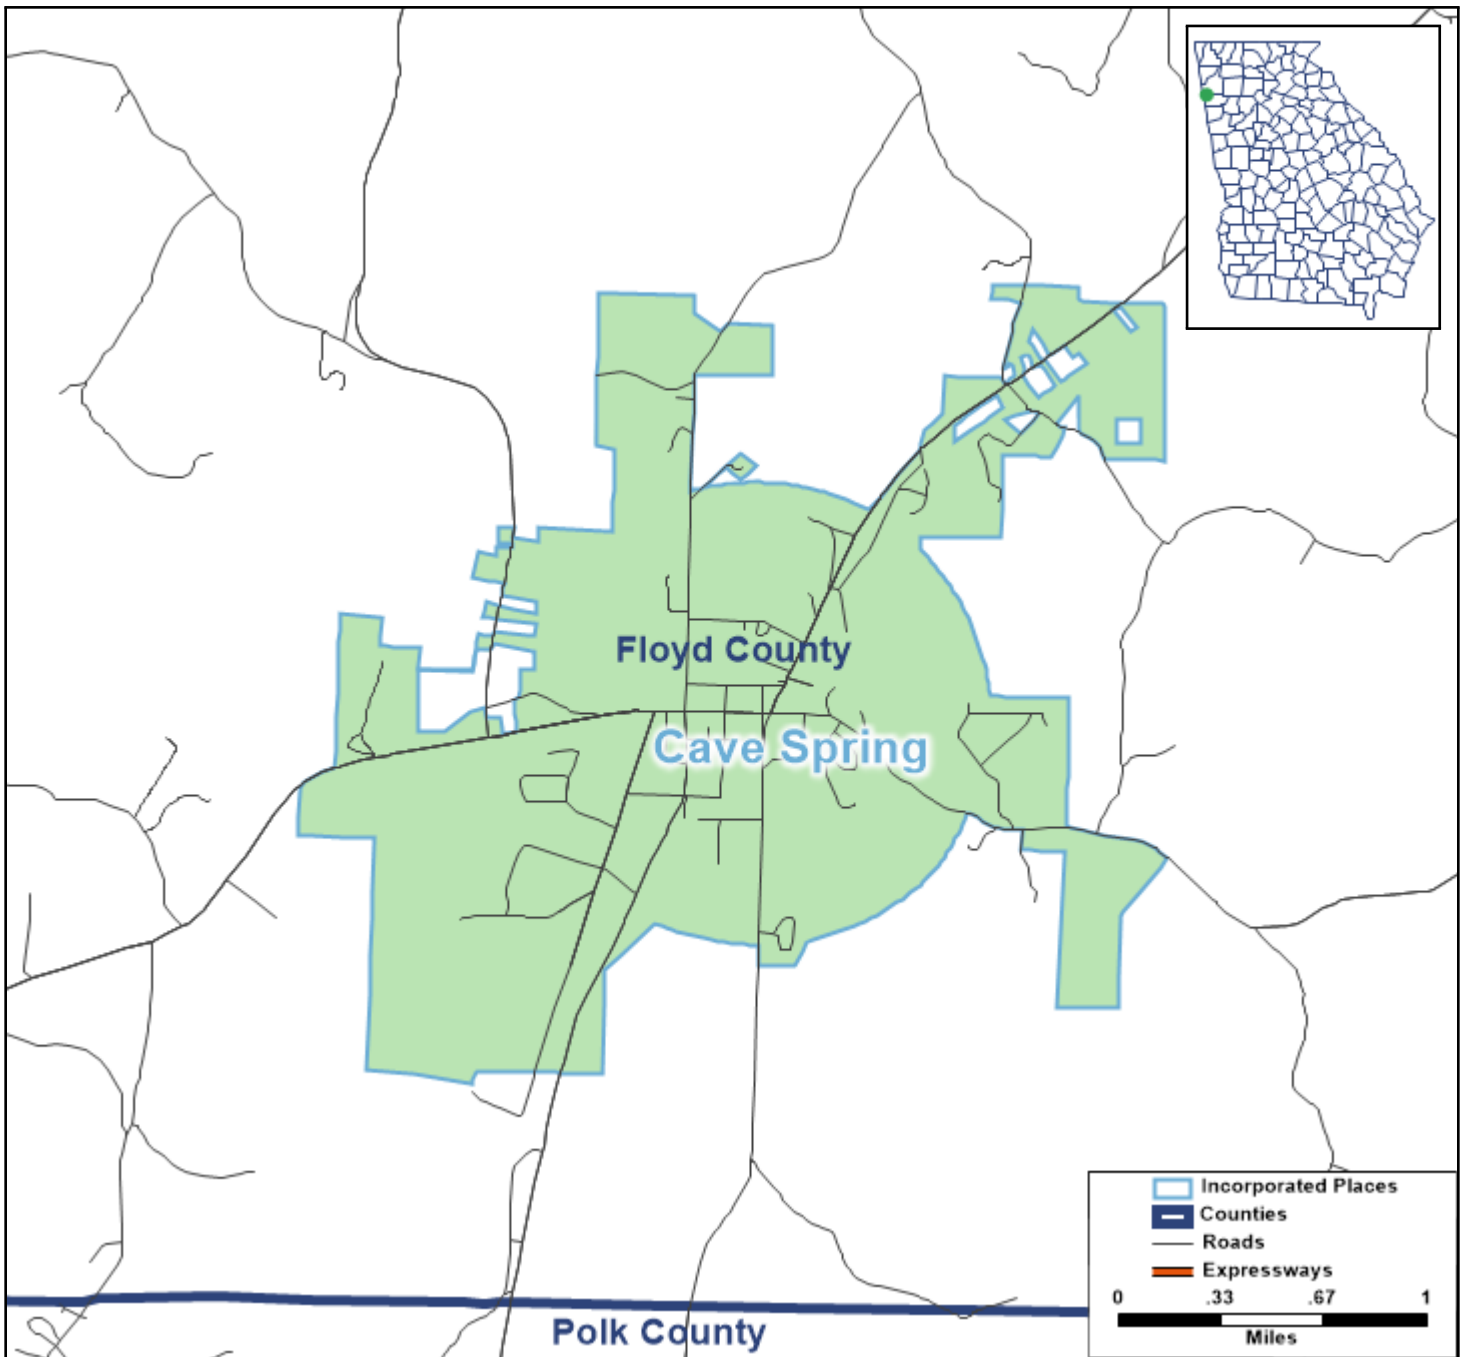 Floyd County
Cave Spring
Polk County
Incorporated Places
Counties
Roads
Expressways
0 .33 .67 1
Miles